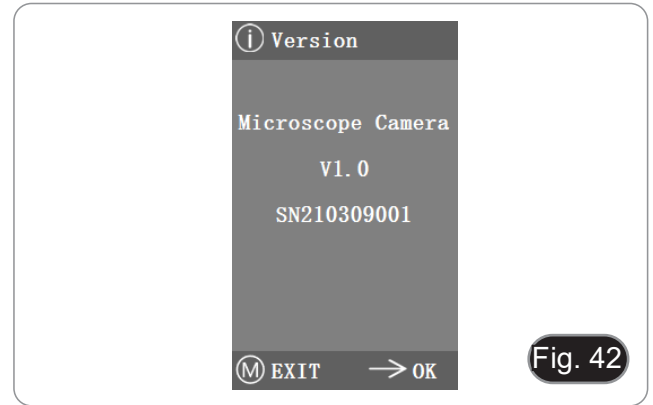 i Version
Microscope Camera
V1.0
SN210309001
M EXIT → OK
Fig. 42